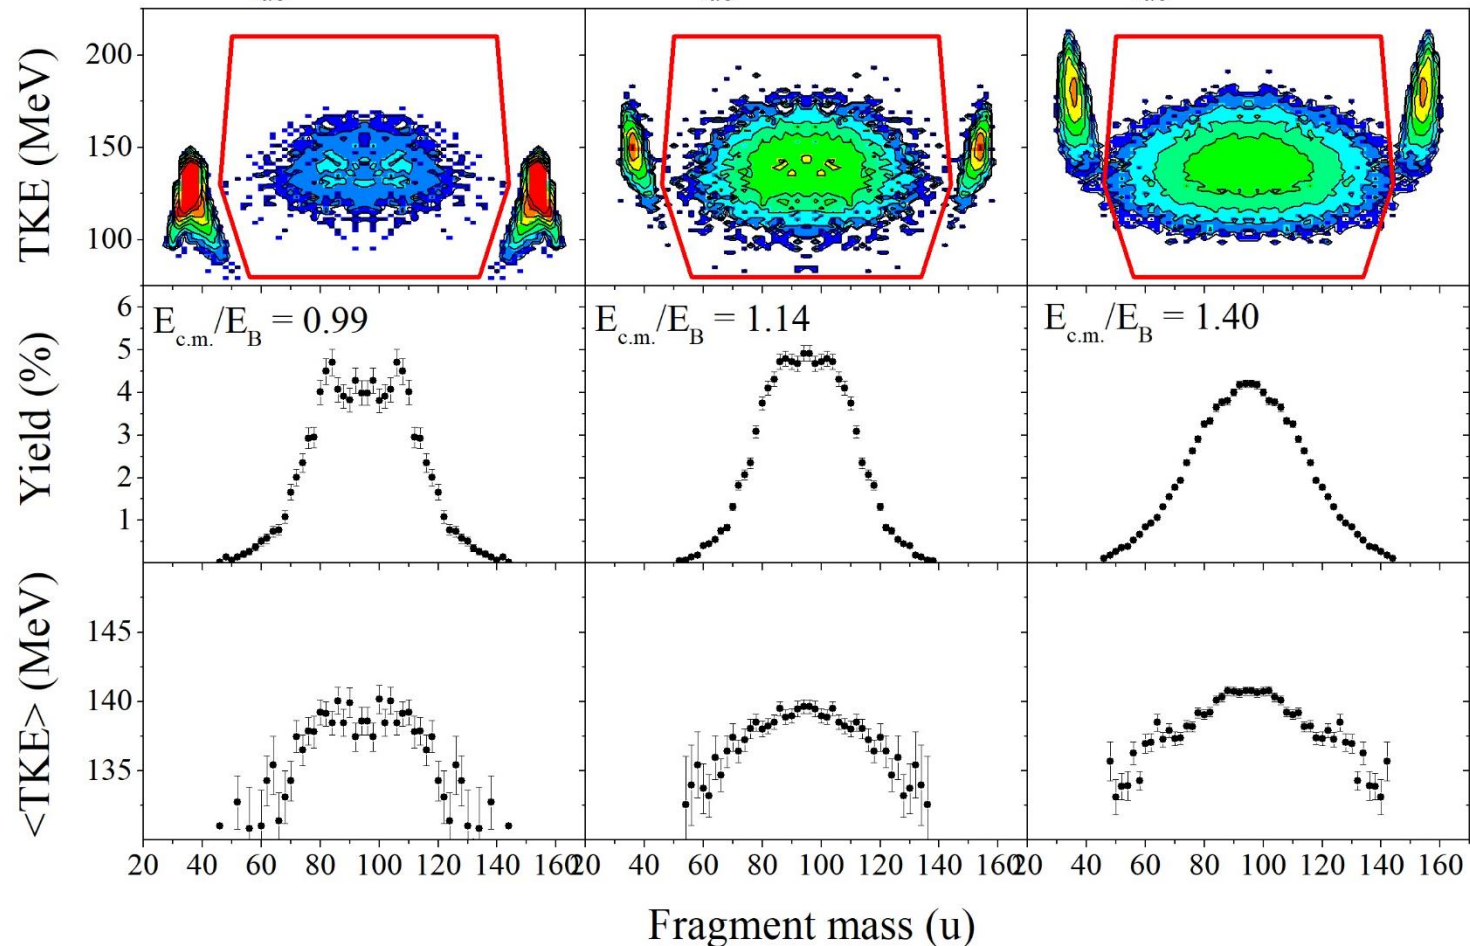 TKE (MeV)
200
150
100
E_c.m./E_B = 0.99
E_c.m./E_B = 1.14
E_c.m./E_B = 1.40
Yield (%)
6
5
4
3
2
1
<TKE> (MeV)
145
140
135
20 40 60 80 100 120 140 160
20 40 60 80 100 120 140 160
20 40 60 80 100 120 140 160
Fragment mass (u)